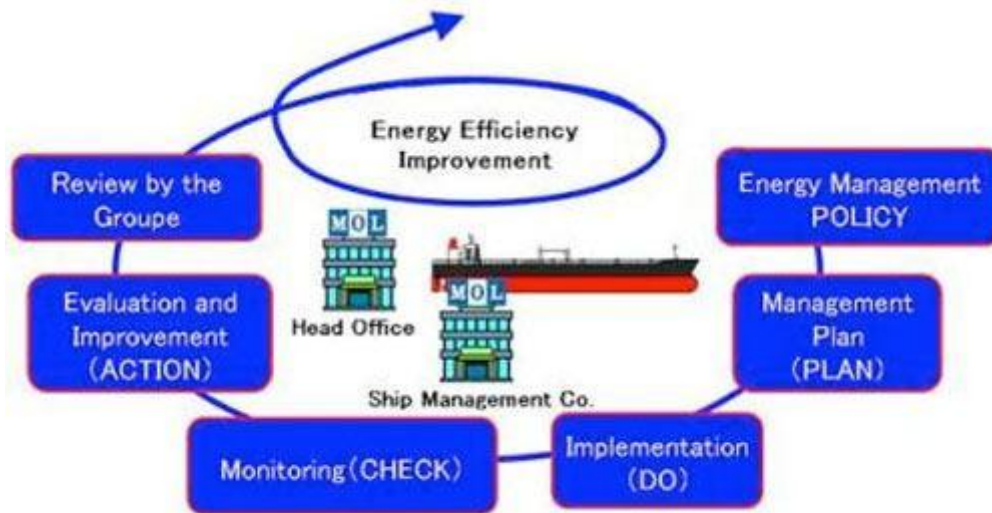 Energy Efficiency
Improvement
Review by the
Groupe
Energy Management
POLICY
MOL
Head Office
MOL
Ship Management Co.
Evaluation and
Improvement
(ACTION)
Management
Plan
(PLAN)
Monitoring(CHECK)
Implementation
(DO)